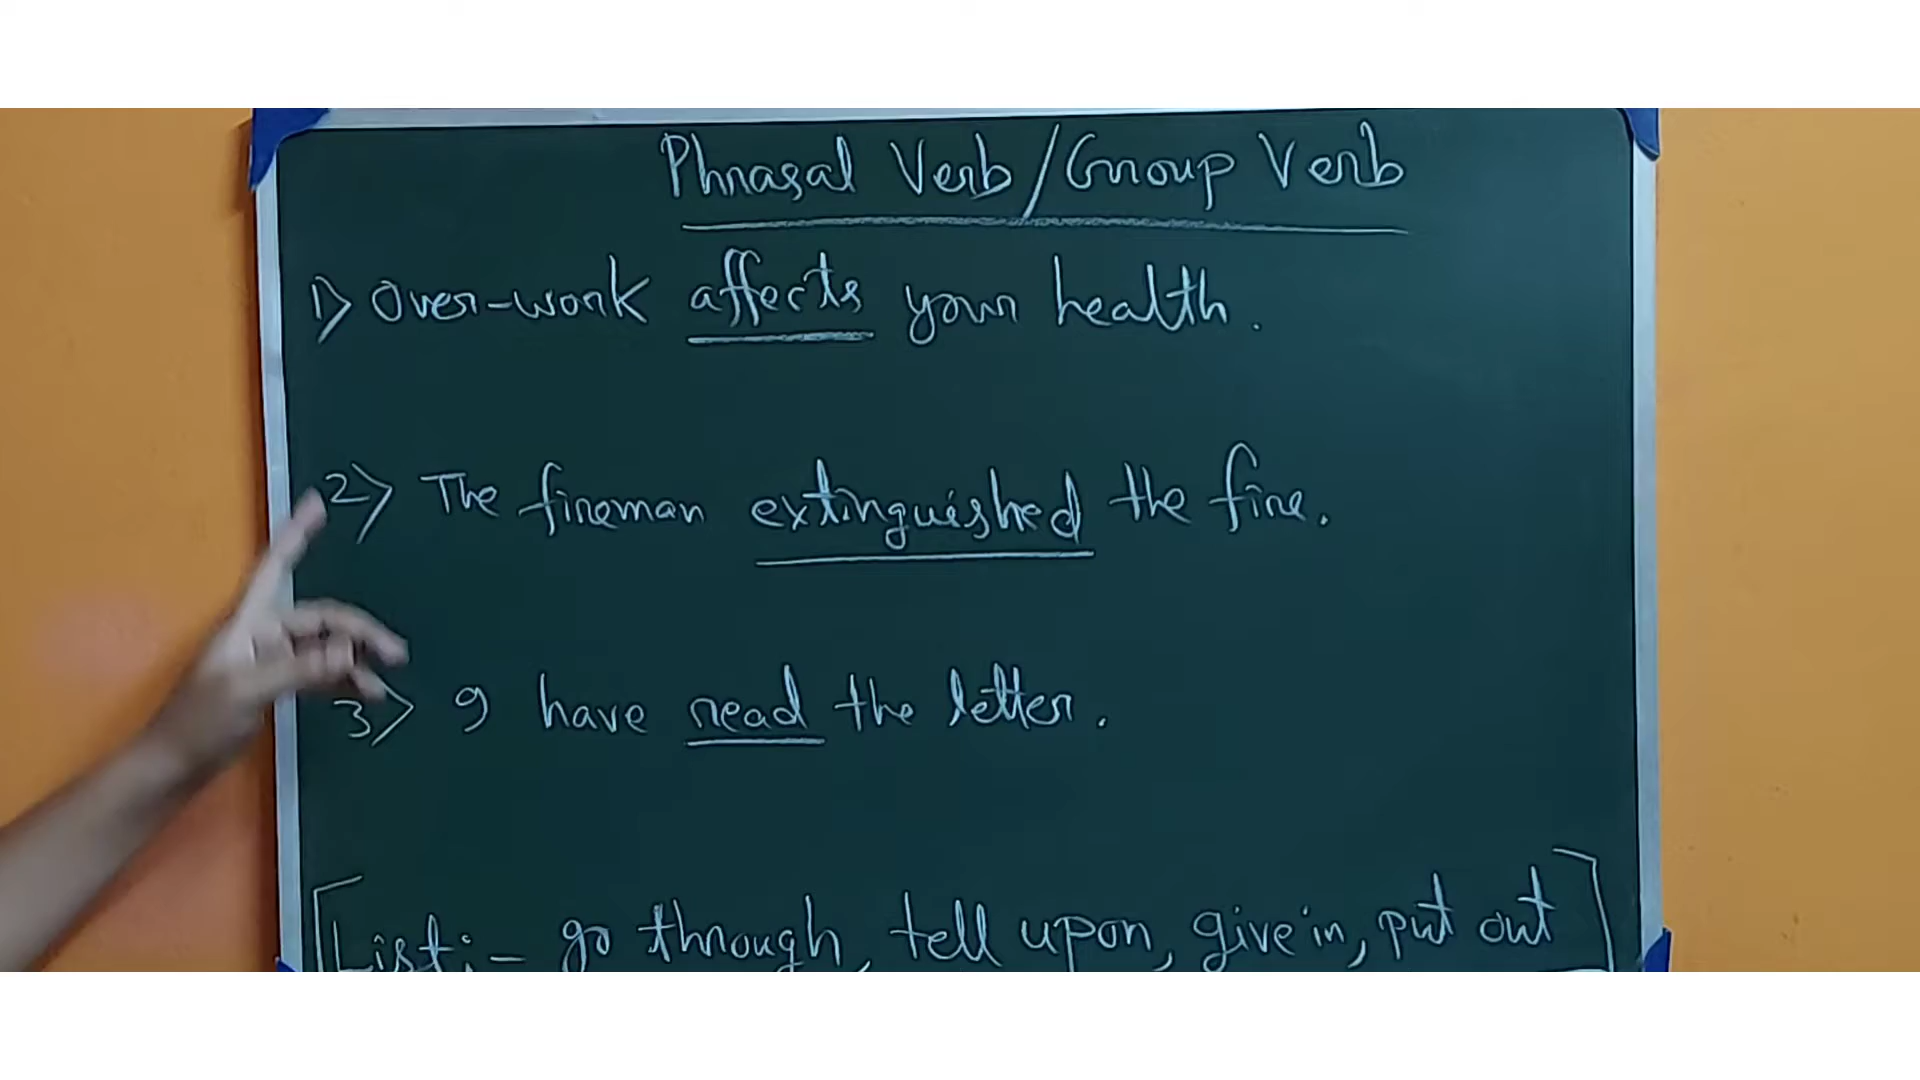 Phrasal Verb/Group Verb
1) Over-work affects your health.
2) The fireman extinguished the fire.
3) I have read the letter.
[List:- go through, tell upon, give in, put out]